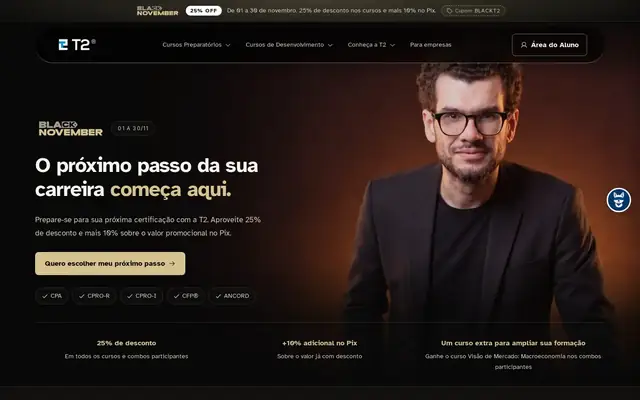 BLACK NOVEMBER
25% OFF
De 01 a 30 de novembro. 25% de desconto nos cursos e mais 10% no Pix.
Cupom BLACKT2
T2®
Cursos Preparatórios
Cursos de Desenvolvimento
Conheça a T2
Para empresas
Área do Aluno
BLACK
NOVEMBER
01 A 30/11
O próximo passo da sua
carreira começa aqui.
Prepare-se para sua próxima certificação com a T2. Aproveite 25%
de desconto e mais 10% sobre o valor promocional no Pix.
Quero escolher meu próximo passo →
CPA
CPRO-R
CPRO-I
CFP®
ANCORD
25% de desconto
Em todos os cursos e combos participantes
+10% adicional no Pix
Sobre o valor já com desconto
Um curso extra para ampliar sua formação
Ganhe o curso Visão de Mercado: Macroeconomia nos combos
participantes